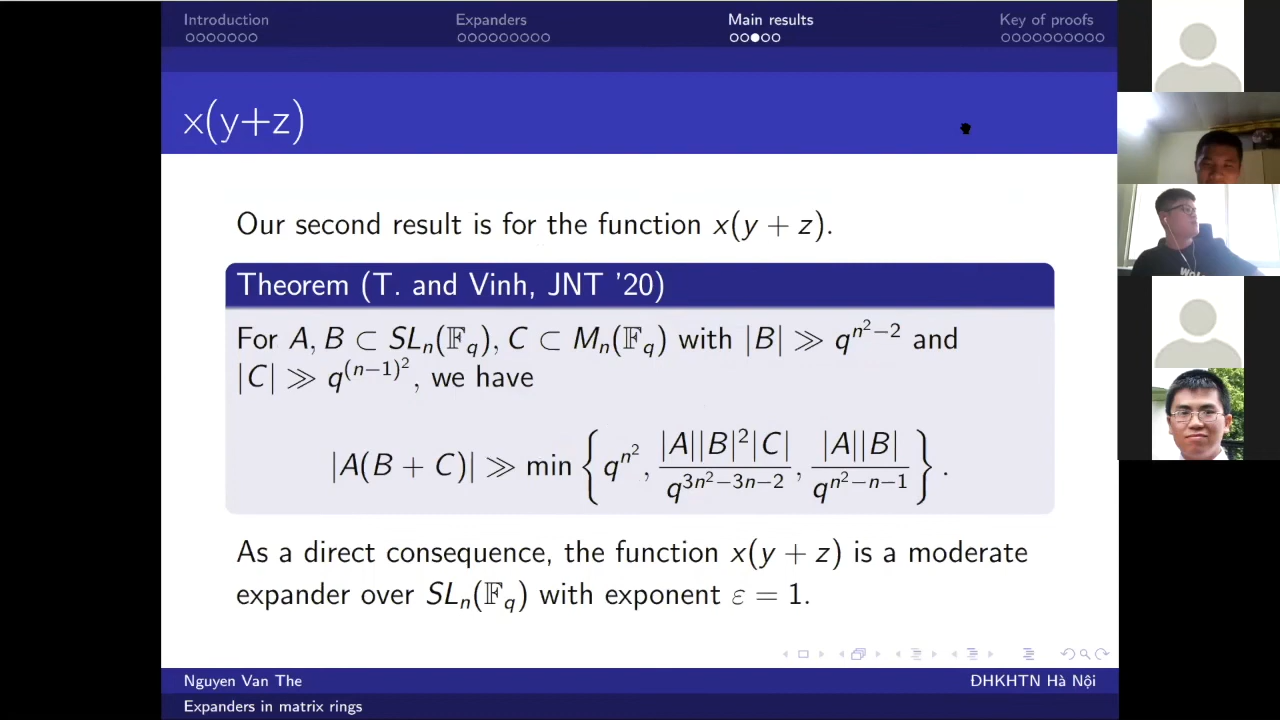 Introduction Expanders Main results Key of proofs
x(y+z)
Our second result is for the function x(y + z).
Theorem (T. and Vinh, JNT '20)
For A, B ⊂ SLₙ(𝔽_q), C ⊂ Mₙ(𝔽_q) with |B| ≫ q^{n²−2} and
|C| ≫ q^{(n−1)²}, we have
|A(B + C)| ≫ min { q^{n²}, |A||B|²|C| / q^{3n²−3n−2}, |A||B| / q^{n²−n−1} }.
As a direct consequence, the function x(y + z) is a moderate
expander over SLₙ(𝔽_q) with exponent ε = 1.
Nguyen Van The ĐHKHTN Hà Nội
Expanders in matrix rings